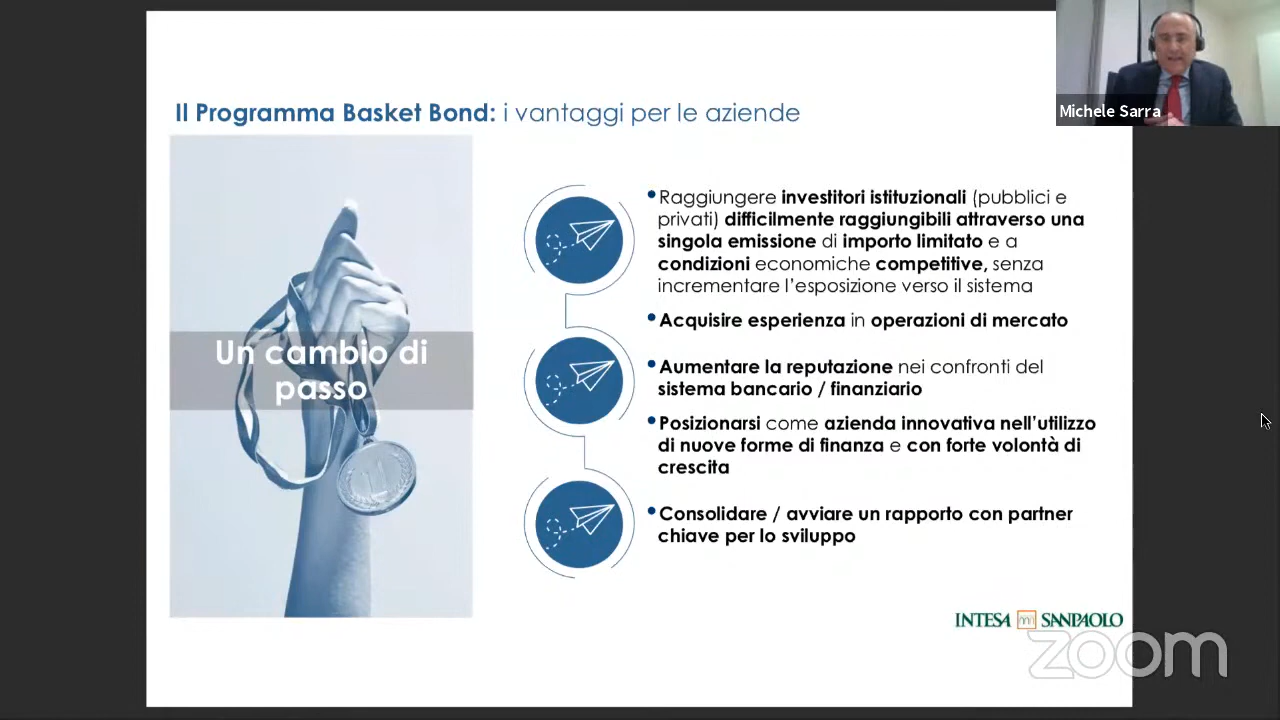 Michele Sarra
Il Programma Basket Bond: i vantaggi per le aziende
Un cambio di
passo
•Raggiungere investitori istituzionali (pubblici e
privati) difficilmente raggiungibili attraverso una
singola emissione di importo limitato e a
condizioni economiche competitive, senza
incrementare l'esposizione verso il sistema
•Acquisire esperienza in operazioni di mercato
•Aumentare la reputazione nei confronti del
sistema bancario / finanziario
•Posizionarsi come azienda innovativa nell'utilizzo
di nuove forme di finanza e con forte volontà di
crescita
•Consolidare / avviare un rapporto con partner
chiave per lo sviluppo
INTESA SANPAOLO
zoom